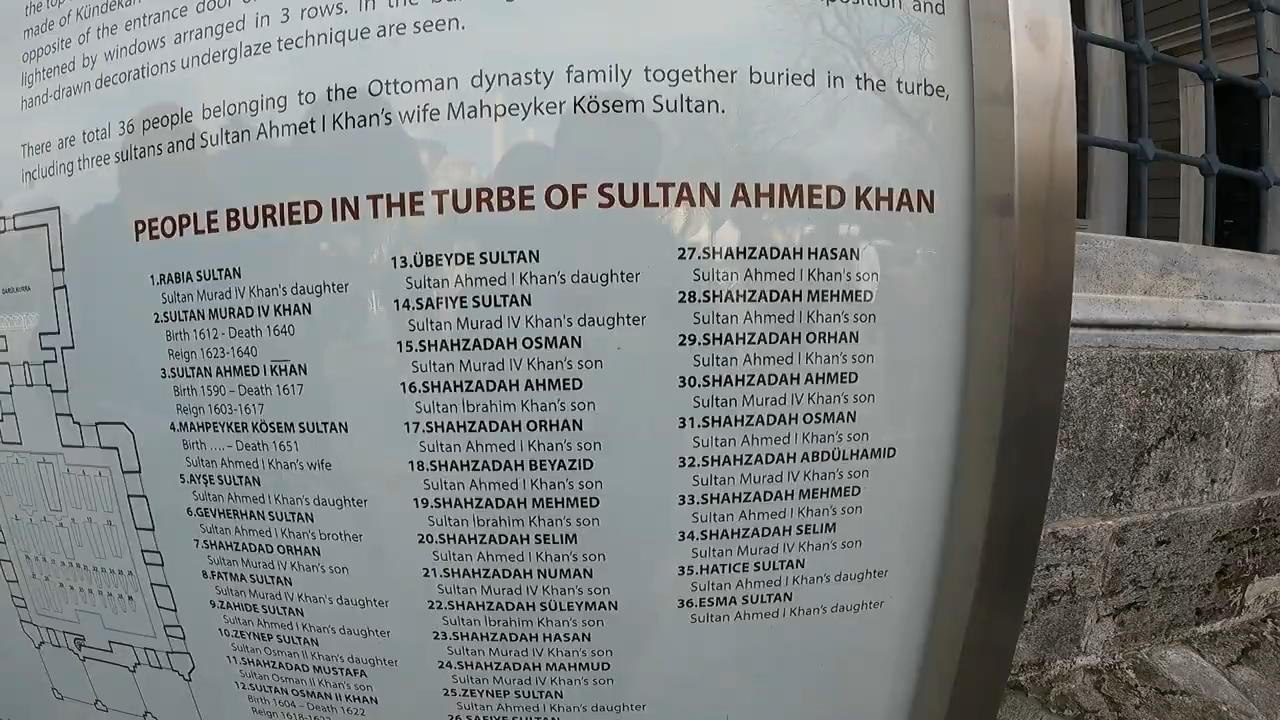 the top
made of Kündekâri
opposite of the entrance door
lightened by windows arranged in 3 rows. In the
position and
hand-drawn decorations underglaze technique are seen.
There are total 36 people belonging to the Ottoman dynasty family together buried in the turbe,
including three sultans and Sultan Ahmet I Khan's wife Mahpeyker Kösem Sultan.
PEOPLE BURIED IN THE TURBE OF SULTAN AHMED KHAN
1.RABIA SULTAN
Sultan Murad IV Khan's daughter
2.SULTAN MURAD IV KHAN
Birth 1612 - Death 1640
Reign 1623-1640
3.SULTAN AHMED I KHAN
Birth 1590 – Death 1617
Reign 1603-1617
4.MAHPEYKER KÖSEM SULTAN
Birth .... – Death 1651
Sultan Ahmed I Khan's wife
5.AYŞE SULTAN
Sultan Ahmed I Khan's daughter
6.GEVHERHAN SULTAN
Sultan Ahmed I Khan's brother
7.SHAHZADAD ORHAN
Sultan Murad IV Khan's son
8.FATMA SULTAN
Sultan Murad IV Khan's daughter
9.ZAHIDE SULTAN
Sultan Ahmed I Khan's daughter
10.ZEYNEP SULTAN
Sultan Osman II Khan's daughter
11.SHAHZADAD MUSTAFA
Sultan Osman II Khan's son
12.SULTAN OSMAN II KHAN
Birth 1604 – Death 1622
Reign 1618-1622
13.ÜBEYDE SULTAN
Sultan Ahmed I Khan's daughter
14.SAFIYE SULTAN
Sultan Murad IV Khan's daughter
15.SHAHZADAH OSMAN
Sultan Murad IV Khan's son
16.SHAHZADAH AHMED
Sultan İbrahim Khan's son
17.SHAHZADAH ORHAN
Sultan Ahmed I Khan's son
18.SHAHZADAH BEYAZID
Sultan Ahmed I Khan's son
19.SHAHZADAH MEHMED
Sultan İbrahim Khan's son
20.SHAHZADAH SELIM
Sultan Ahmed I Khan's son
21.SHAHZADAH NUMAN
Sultan Murad IV Khan's son
22.SHAHZADAH SÜLEYMAN
Sultan İbrahim Khan's son
23.SHAHZADAH HASAN
Sultan Murad IV Khan's son
24.SHAHZADAH MAHMUD
Sultan Murad IV Khan's son
25.ZEYNEP SULTAN
Sultan Ahmed I Khan's daughter
26.SAFIYE SULTAN
27.SHAHZADAH HASAN
Sultan Ahmed I Khan's son
28.SHAHZADAH MEHMED
Sultan Ahmed I Khan's son
29.SHAHZADAH ORHAN
Sultan Ahmed I Khan's son
30.SHAHZADAH AHMED
Sultan Murad IV Khan's son
31.SHAHZADAH OSMAN
Sultan Ahmed I Khan's son
32.SHAHZADAH ABDÜLHAMID
Sultan Murad IV Khan's son
33.SHAHZADAH MEHMED
Sultan Ahmed I Khan's son
34.SHAHZADAH SELIM
Sultan Murad IV Khan's son
35.HATICE SULTAN
Sultan Ahmed I Khan's daughter
36.ESMA SULTAN
Sultan Ahmed I Khan's daughter